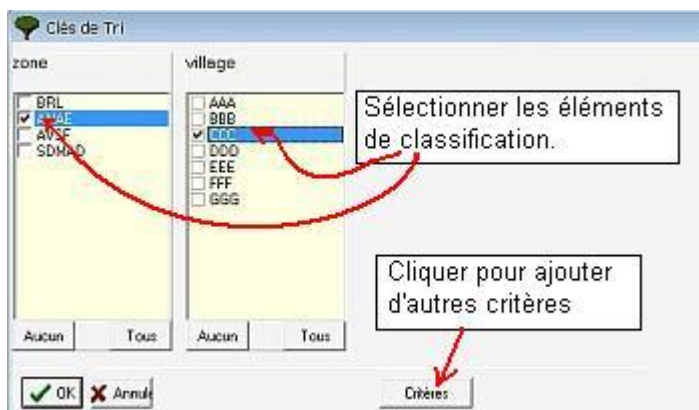 Clés de Tri
zone
village
BRL
AVSF
SDMAD
AAA
BBB
CCC
DDD
EEE
FFF
GGG
Sélectionner les éléments
de classification.
Cliquer pour ajouter
d'autres critères
Aucun
Tous
Aucun
Tous
OK
Annule
Critères